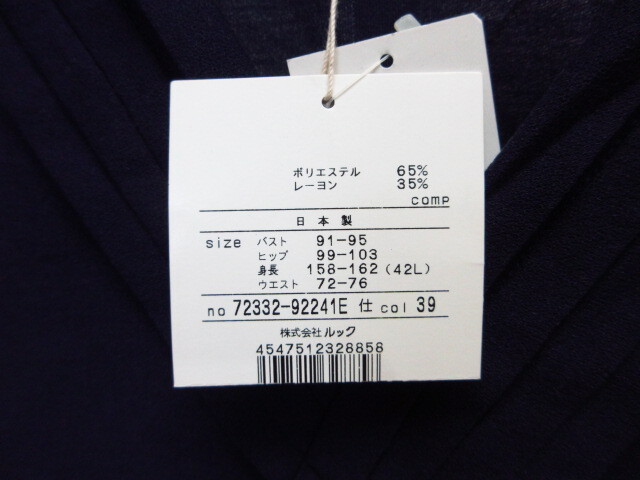 ポリエステル 65%
レーヨン 35%
comp
日本製
size バスト 91-95
ヒップ 99-103
身長 158-162 (42L)
ウエスト 72-76
no 72332-92241E 仕 col 39
株式会社 ルック
4547512328858